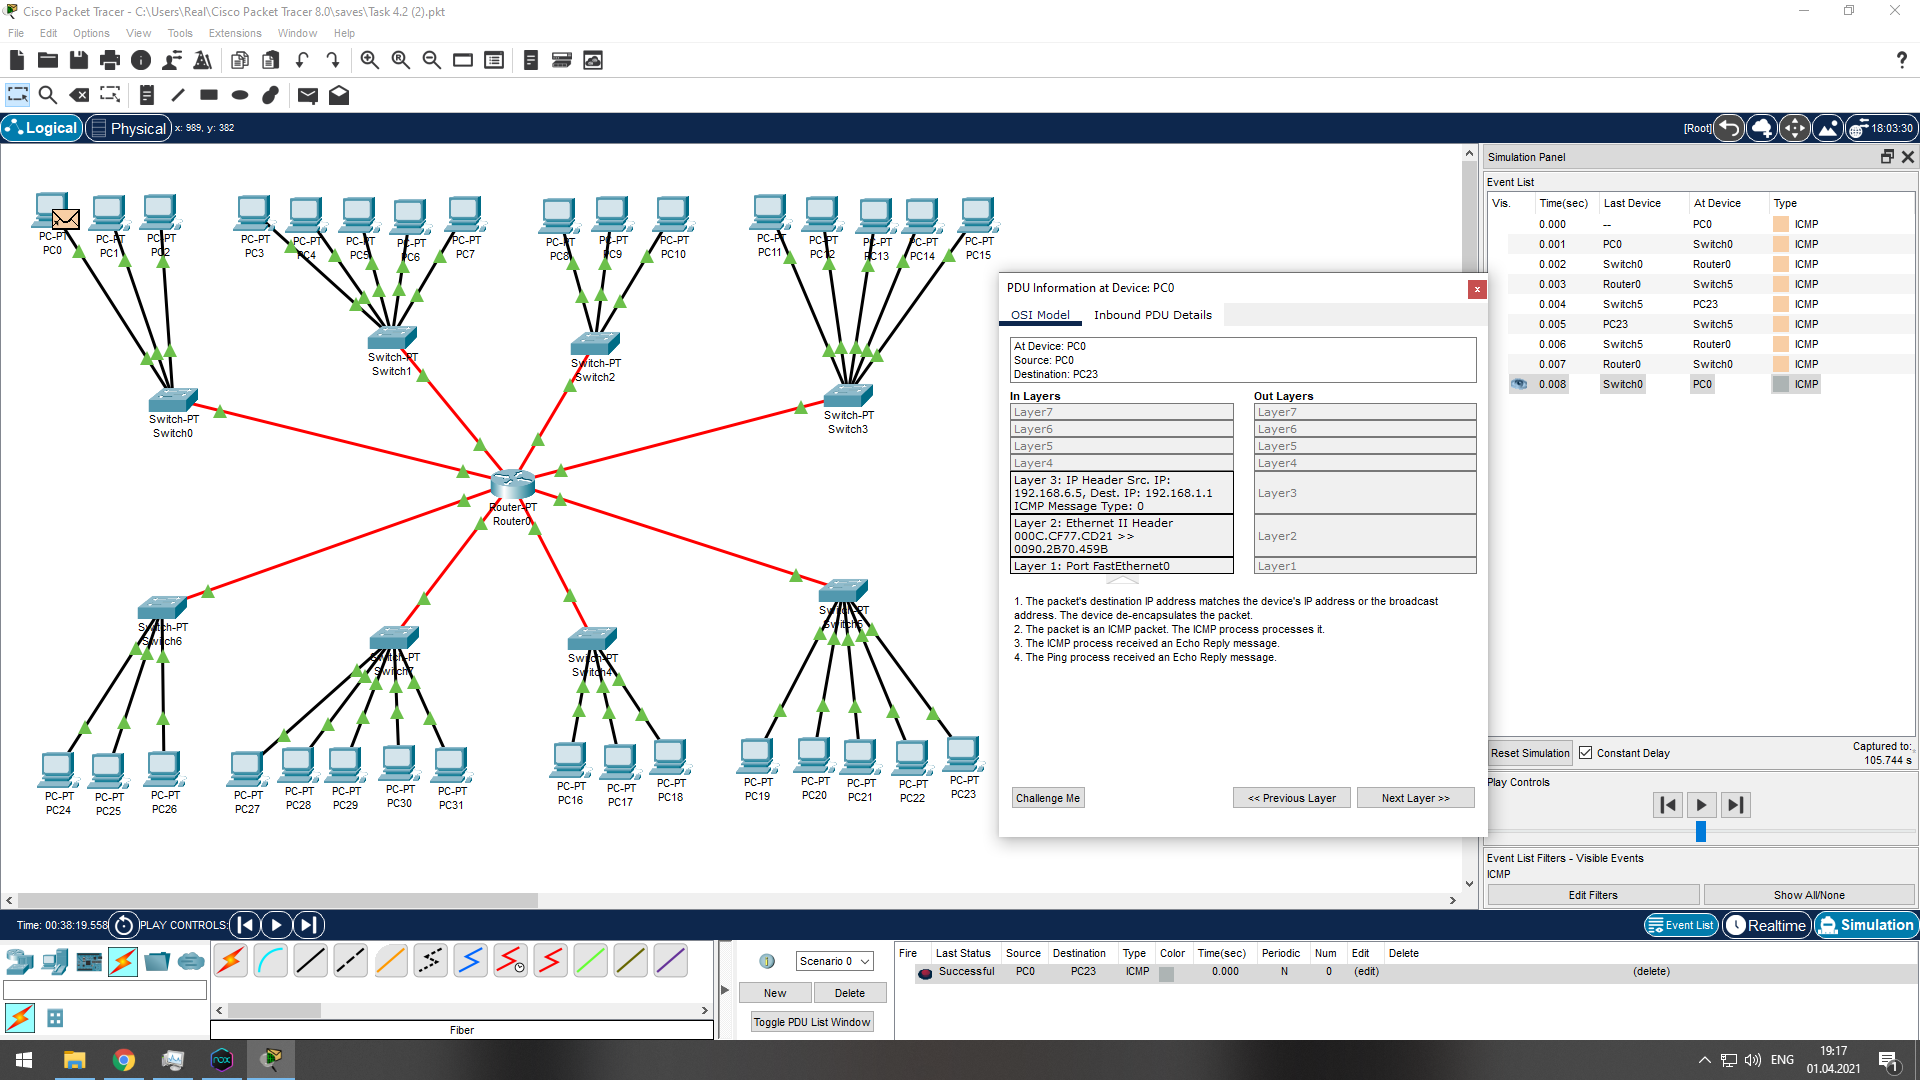 Cisco Packet Tracer - C:\Users\Real\Cisco Packet Tracer 8.0\saves\Task 4.2 (2).pkt
File Edit Options View Tools Extensions Window Help
Logical Physical x: 989, y: 382 [Root] 18:03:30
PC-PT
PC0
PC-PT
PC1
PC-PT
PC2
PC-PT
PC3
PC-PT
PC4
PC-PT
PC5
PC-PT
PC6
PC-PT
PC7
PC-PT
PC8
PC-PT
PC9
PC-PT
PC10
PC-PT
PC11
PC-PT
PC12
PC-PT
PC13
PC-PT
PC14
PC-PT
PC15
Switch-PT
Switch1
Switch-PT
Switch2
Switch-PT
Switch0
Switch-PT
Switch3
Router-PT
Router0
Switch-PT
Switch6
Switch-PT
Switch7
Switch-PT
Switch4
Switch-PT
Switch5
PC-PT
PC24
PC-PT
PC25
PC-PT
PC26
PC-PT
PC27
PC-PT
PC28
PC-PT
PC29
PC-PT
PC30
PC-PT
PC31
PC-PT
PC16
PC-PT
PC17
PC-PT
PC18
PC-PT
PC19
PC-PT
PC20
PC-PT
PC21
PC-PT
PC22
PC-PT
PC23
PDU Information at Device: PC0
OSI Model Inbound PDU Details
At Device: PC0
Source: PC0
Destination: PC23
In Layers Out Layers
Layer7 Layer7
Layer6 Layer6
Layer5 Layer5
Layer4 Layer4
Layer 3: IP Header Src. IP:
192.168.6.5, Dest. IP: 192.168.1.1
ICMP Message Type: 0
Layer3
Layer 2: Ethernet II Header
000C.CF77.CD21 >>
0090.2B70.459B
Layer2
Layer 1: Port FastEthernet0 Layer1
1. The packet's destination IP address matches the device's IP address or the broadcast
address. The device de-encapsulates the packet.
2. The packet is an ICMP packet. The ICMP process processes it.
3. The ICMP process received an Echo Reply message.
4. The Ping process received an Echo Reply message.
Challenge Me << Previous Layer Next Layer >>
Simulation Panel
Event List
Vis. Time(sec) Last Device At Device Type
0.000 -- PC0 ICMP
0.001 PC0 Switch0 ICMP
0.002 Switch0 Router0 ICMP
0.003 Router0 Switch5 ICMP
0.004 Switch5 PC23 ICMP
0.005 PC23 Switch5 ICMP
0.006 Switch5 Router0 ICMP
0.007 Router0 Switch0 ICMP
0.008 Switch0 PC0 ICMP
Reset Simulation Constant Delay Captured to:
105.744 s
Play Controls
Event List Filters - Visible Events
ICMP
Edit Filters Show All/None
Time: 00:38:19.558 PLAY CONTROLS: Event List Realtime Simulation
Scenario 0
New Delete
Toggle PDU List Window
Fiber
Fire Last Status Source Destination Type Color Time(sec) Periodic Num Edit Delete
Successful PC0 PC23 ICMP 0.000 N 0 (edit) (delete)
nox
ENG
19:17
01.04.2021
1